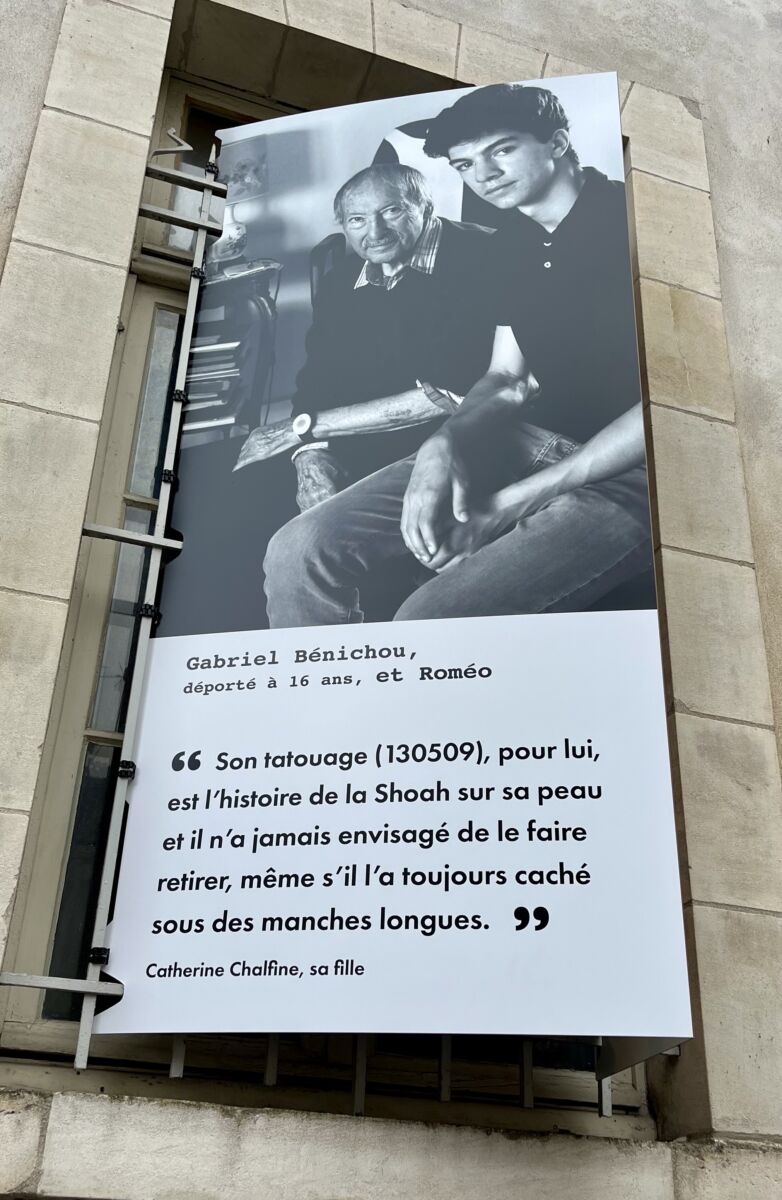 Gabriel Bénichou,
déporté à 16 ans, et Roméo
“ Son tatouage (130509), pour lui,
est l’histoire de la Shoah sur sa peau
et il n’a jamais envisagé de le faire
retirer, même s’il l’a toujours caché
sous des manches longues. ”
Catherine Chalfine, sa fille